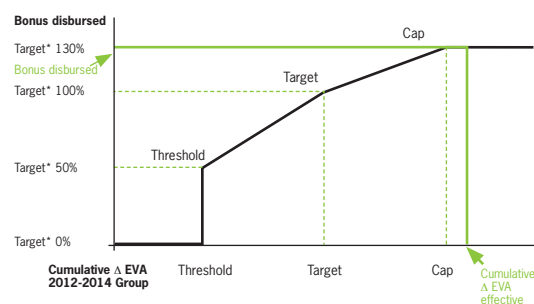 Bonus disbursed
Cap
Target* 130%
Bonus disbursed
Target
Target* 100%
Threshold
Target* 50%
Target* 0%
Cumulative Δ EVA
2012-2014 Group
Threshold
Target
Cap
Cumulative
Δ EVA
effective